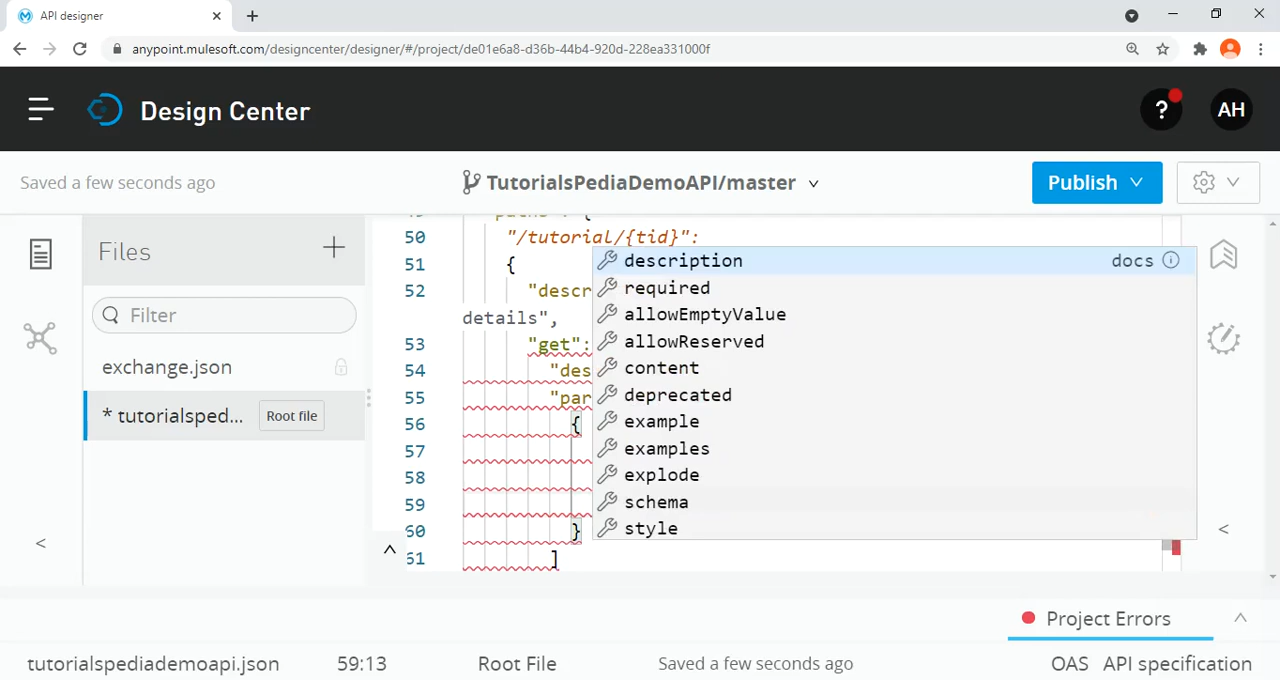 API designer
anypoint.mulesoft.com/designcenter/designer/#/project/de01e6a8-d36b-44b4-920d-228ea331000f
Design Center
? AH
Saved a few seconds ago
TutorialsPediaDemoAPI/master
Publish
Files
Filter
exchange.json
* tutorialsped... Root file
50 "/tutorial/{tid}":
51 {
52 "descr
details",
53 "get":
54 "des
55 "par
56 {
57
58
59
60 }
61 ]
description docs
required
allowEmptyValue
allowReserved
content
deprecated
example
examples
explode
schema
style
Project Errors
tutorialspediademoapi.json 59:13 Root File Saved a few seconds ago OAS API specification